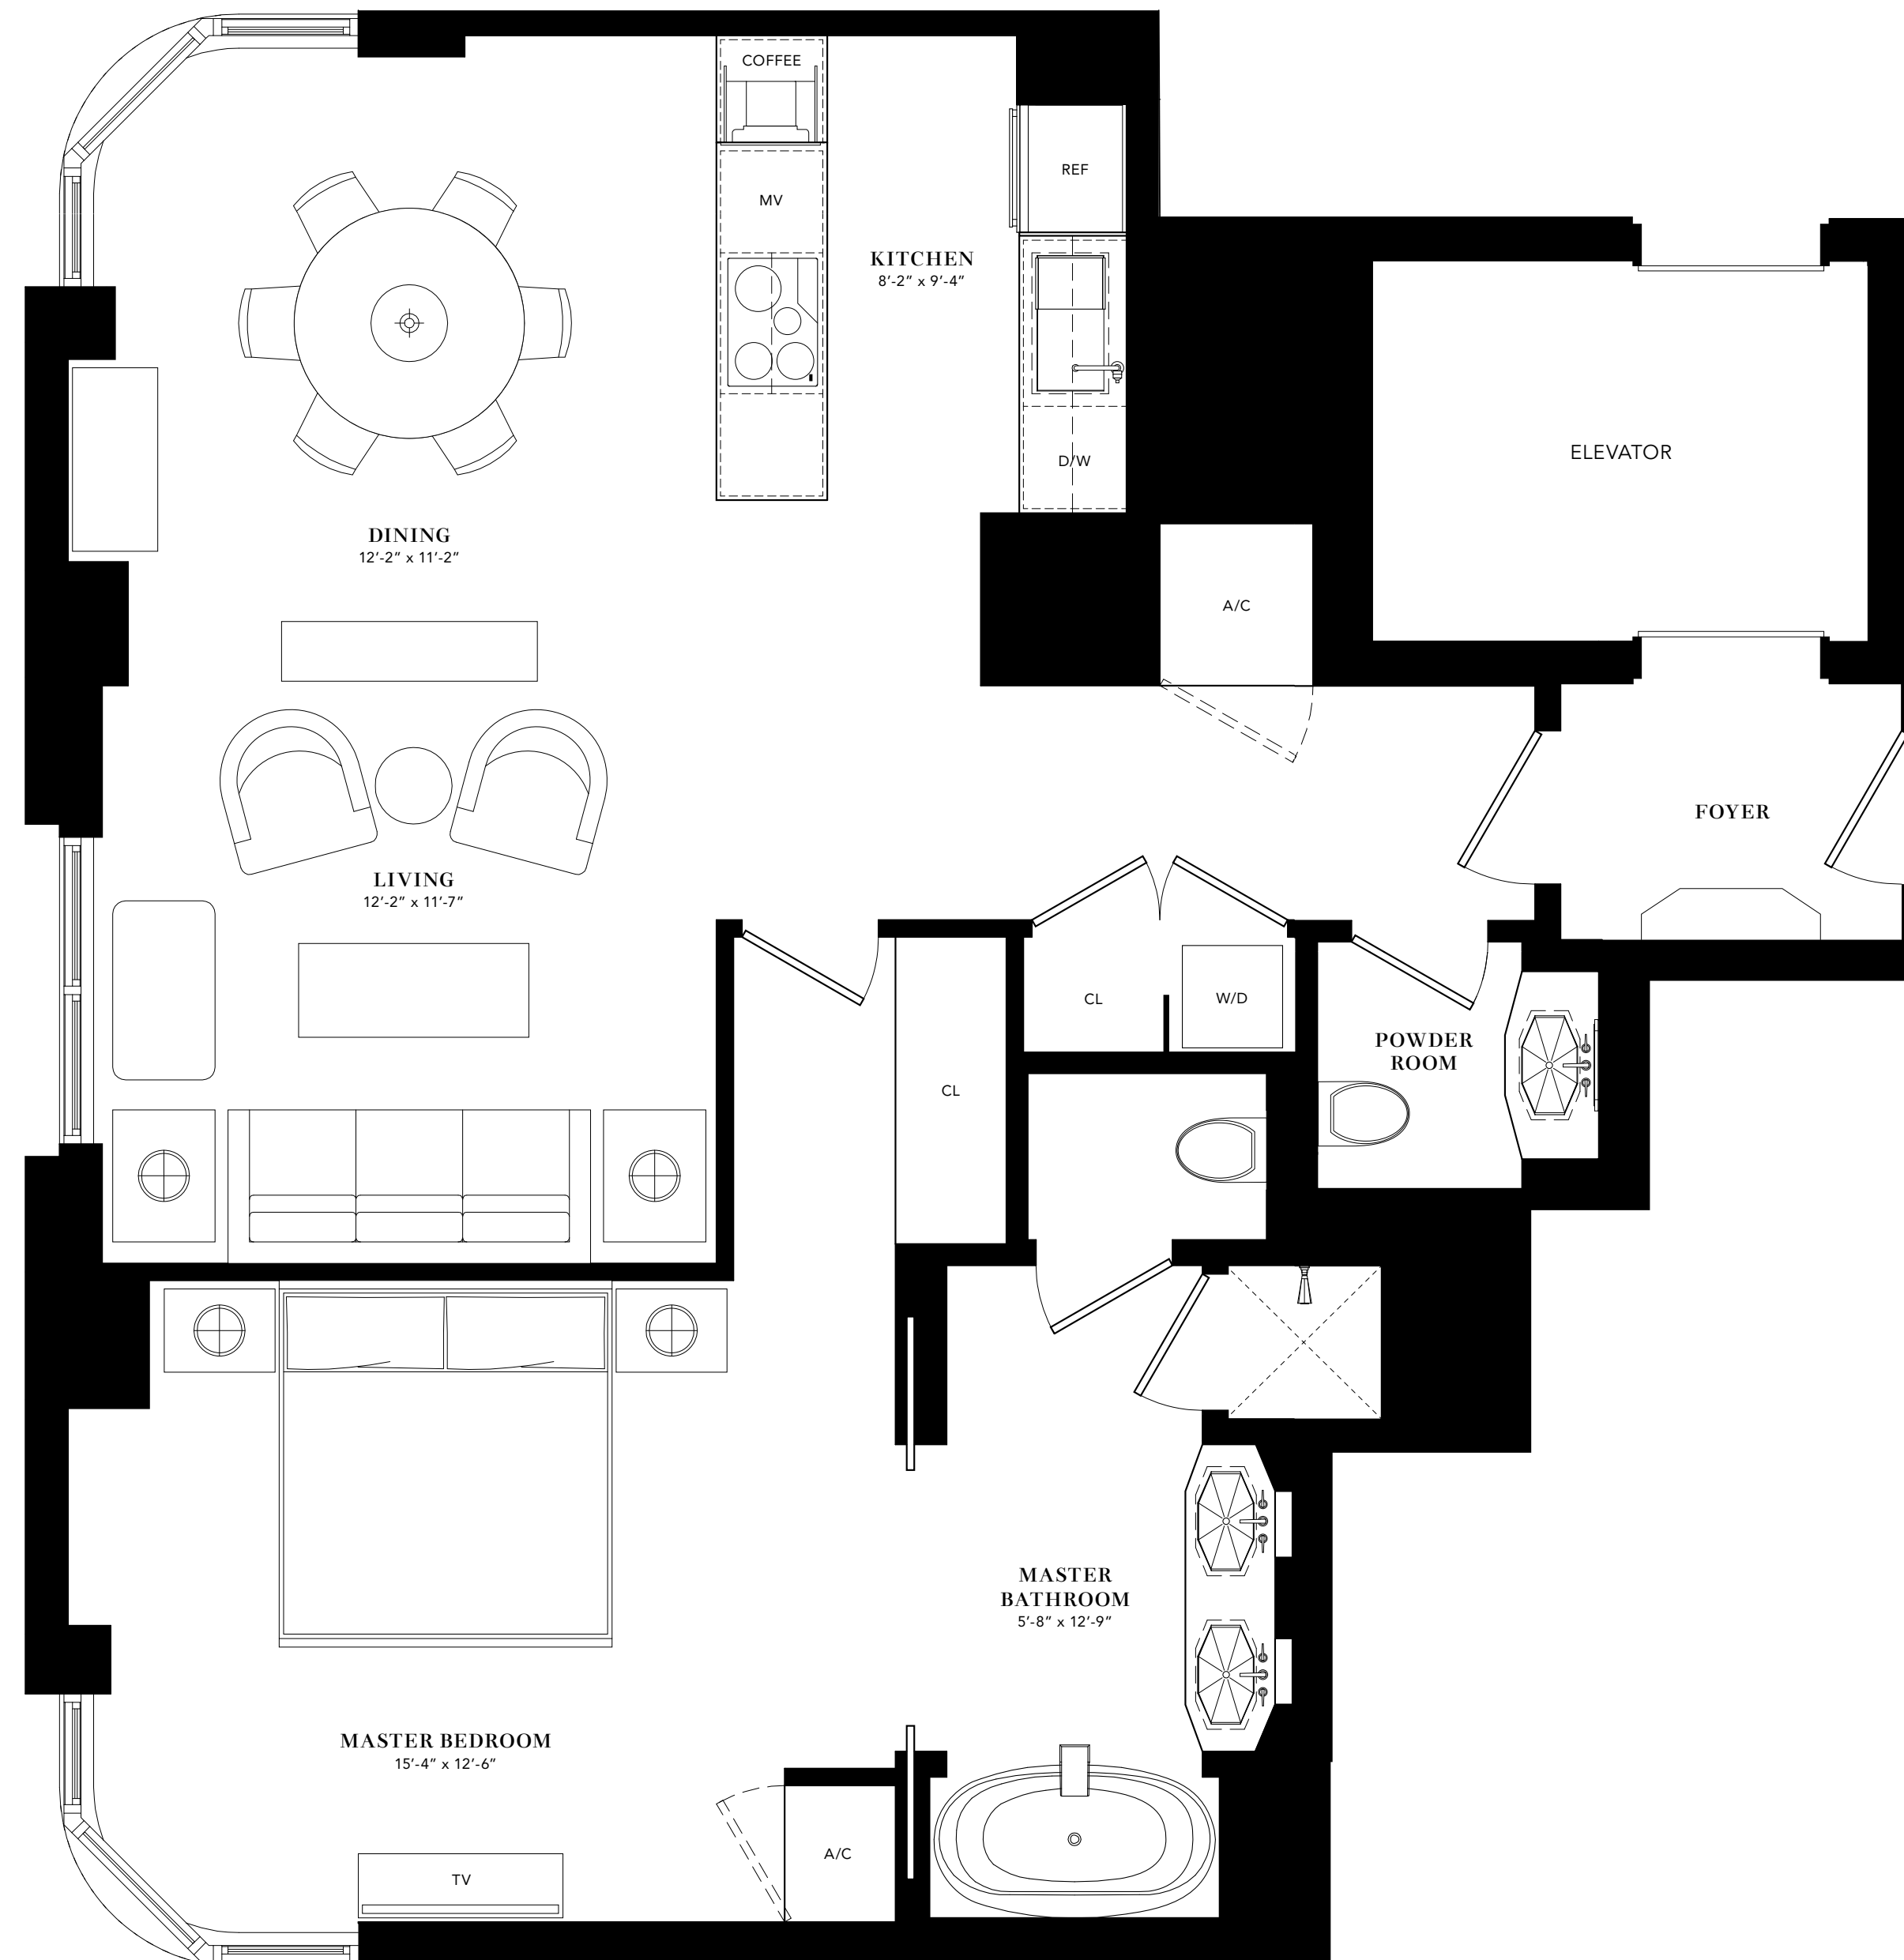 COFFEE
REF
MV
KITCHEN
8'-2" x 9'-4"
ELEVATOR
D/W
DINING
12'-2" x 11'-2"
A/C
FOYER
LIVING
12'-2" x 11'-7"
CL
W/D
POWDER
ROOM
CL
MASTER
BATHROOM
5'-8" x 12'-9"
MASTER BEDROOM
15'-4" x 12'-6"
A/C
TV